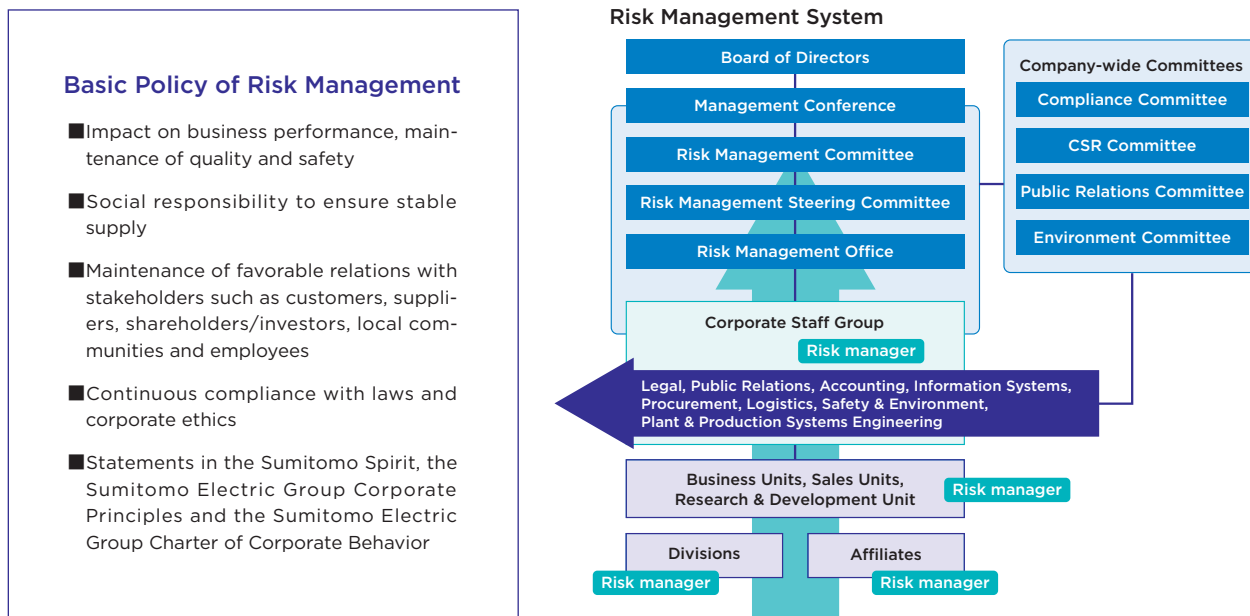 Basic Policy of Risk Management
■Impact on business performance, main-
tenance of quality and safety
■Social responsibility to ensure stable
supply
■Maintenance of favorable relations with
stakeholders such as customers, suppli-
ers, shareholders/investors, local com-
munities and employees
■Continuous compliance with laws and
corporate ethics
■Statements in the Sumitomo Spirit, the
Sumitomo Electric Group Corporate
Principles and the Sumitomo Electric
Group Charter of Corporate Behavior
Risk Management System
Board of Directors
Management Conference
Risk Management Committee
Risk Management Steering Committee
Risk Management Office
Company-wide Committees
Compliance Committee
CSR Committee
Public Relations Committee
Environment Committee
Corporate Staff Group
Risk manager
Legal, Public Relations, Accounting, Information Systems,
Procurement, Logistics, Safety & Environment,
Plant & Production Systems Engineering
Business Units, Sales Units,
Research & Development Unit
Risk manager
Divisions
Risk manager
Affiliates
Risk manager